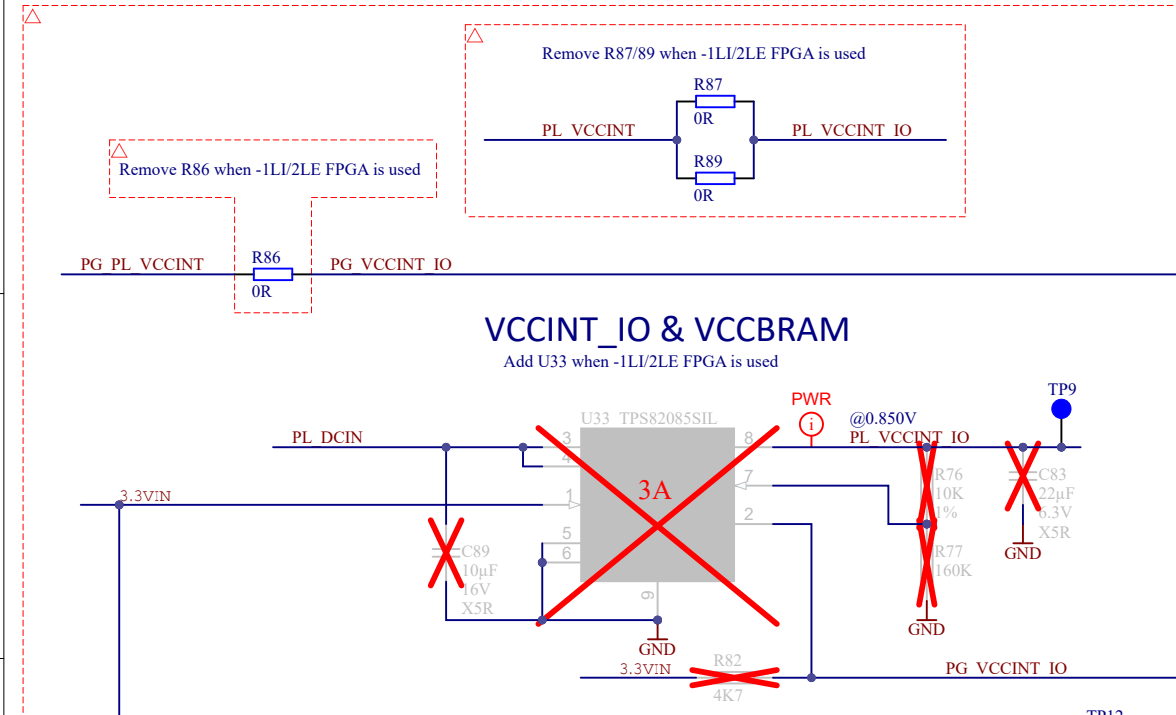 Remove R87/89 when -1LI/2LE FPGA is used
R87
0R
PL_VCCINT
PL_VCCINT_IO
R89
0R
Remove R86 when -1LI/2LE FPGA is used
PG_PL_VCCINT
R86
0R
PG_VCCINT_IO
VCCINT_IO & VCCBRAM
Add U33 when -1LI/2LE FPGA is used
TP9
PWR
i
@0.850V
U33 TPS82085SIL
PL_DCIN
3
4
8
PL_VCCINT_IO
3.3VIN
1
3A
7
2
R76
10K
1%
C83
22µF
6.3V
X5R
GND
5
6
C89
10µF
16V
X5R
R77
160K
GND
9
GND
3.3VIN
R82
4K7
PG_VCCINT_IO